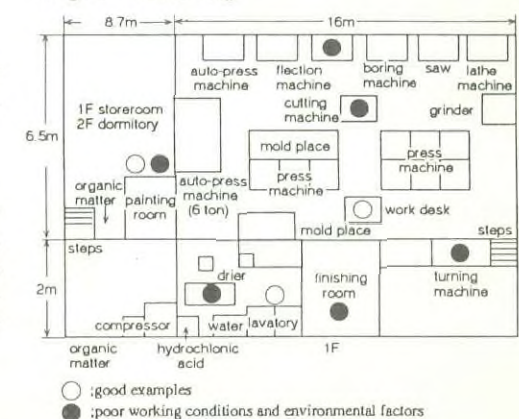 8.7m
16m
auto-press
machine
flection
machine
boring
machine
saw
lathe
machine
cutting
machine
grinder
1F storeroom
2F dormitory
6.5m
mold place
press
machine
press
machine
organic
matter
painting
room
auto-press
machine
(6 ton)
work desk
mold place
steps
steps
2m
drier
finishing
room
turning
machine
compressor
water
lavatory
organic
matter
hydrochlonic
acid
1F
;good examples
;poor working conditions and environmental factors